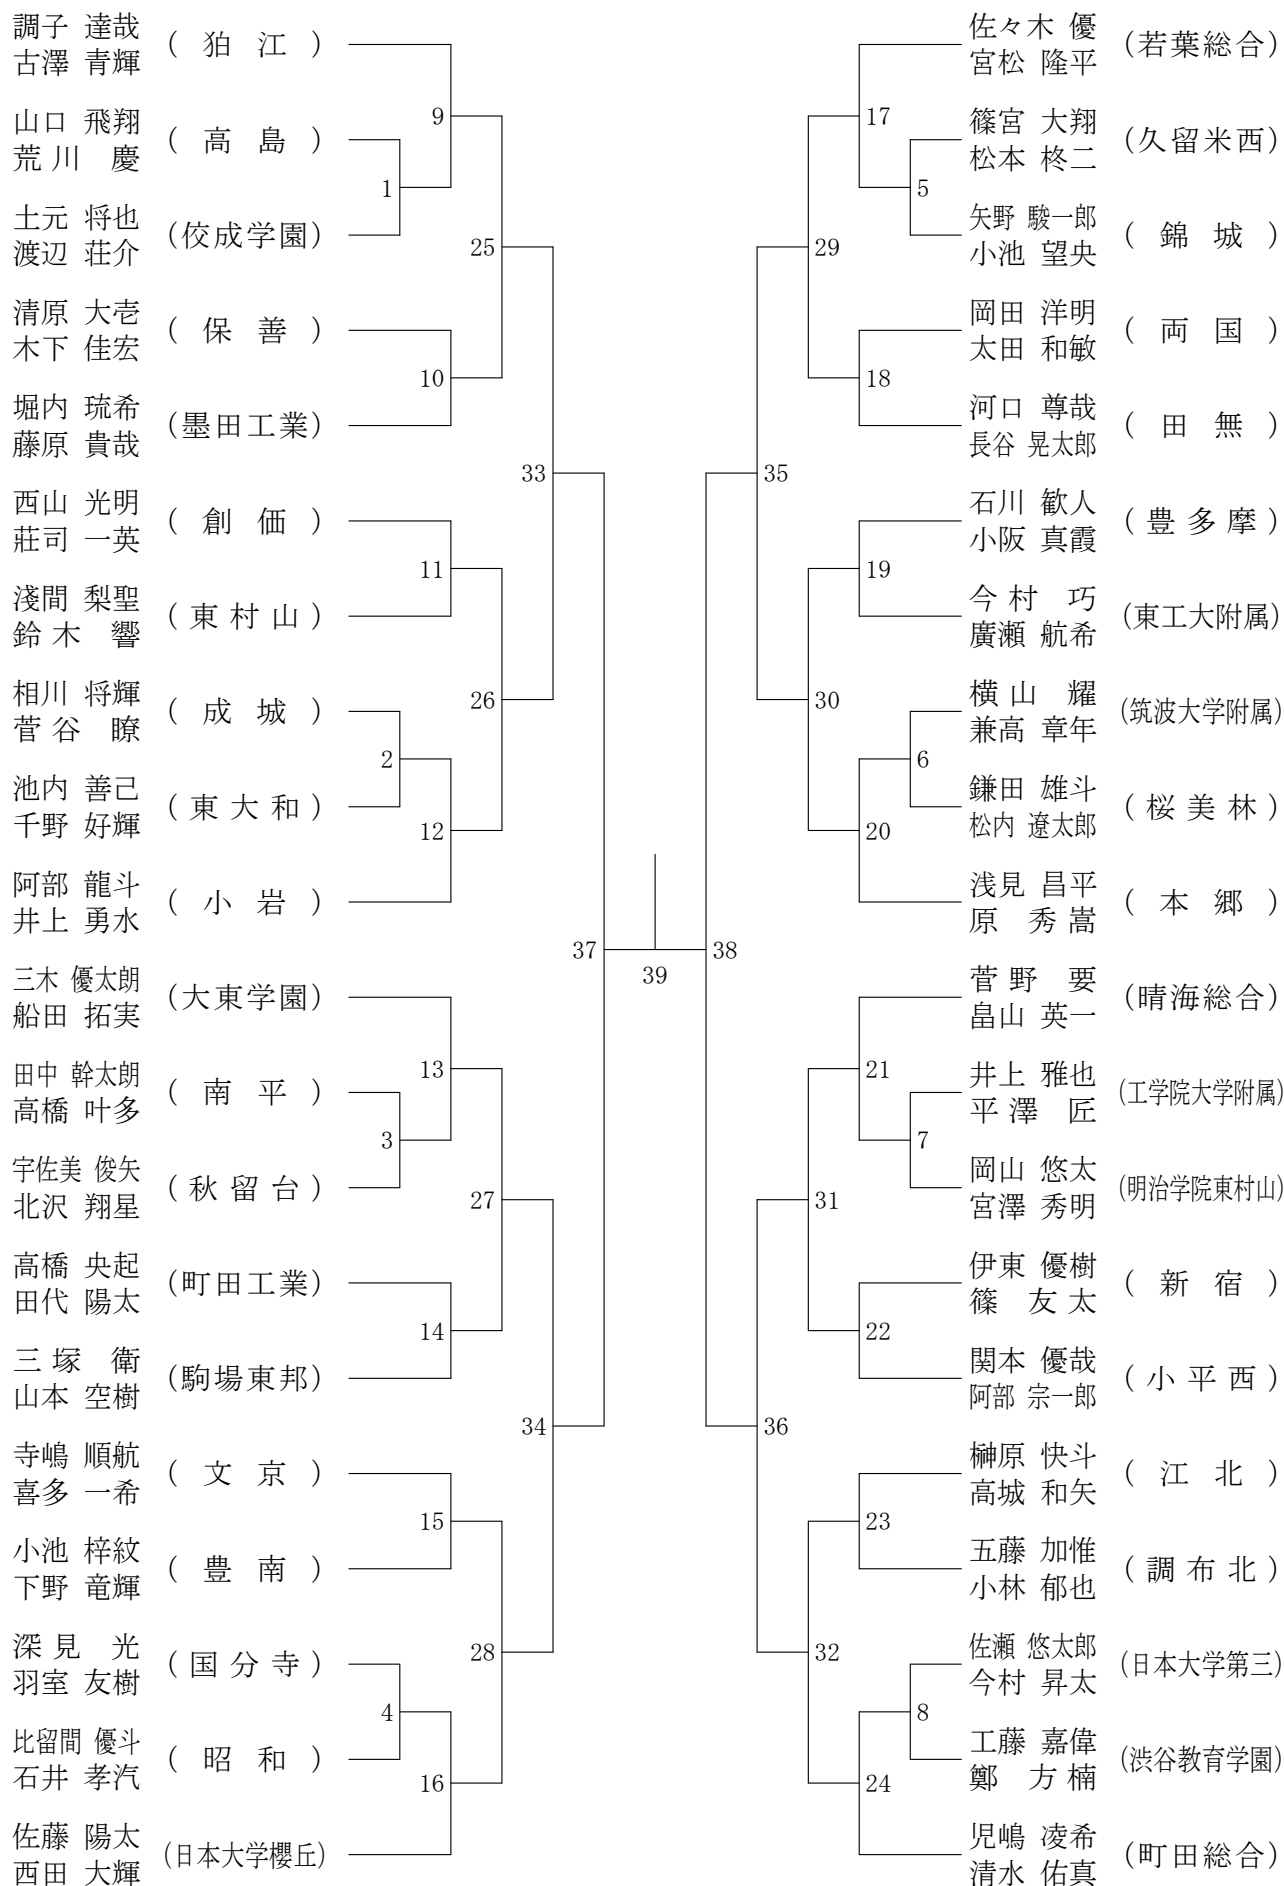 調子 達哉
古澤 青輝
( 狛 江 )
山口 飛翔
荒川 慶
( 高 島 )
土元 将也
渡辺 荘介
(佼成学園)
清原 大壱
木下 佳宏
( 保 善 )
堀内 琉希
藤原 貴哉
(墨田工業)
西山 光明
莊司 一英
( 創 価 )
淺間 梨聖
鈴木 響
( 東 村 山 )
相川 将輝
菅谷 瞭
( 成 城 )
池内 善己
千野 好輝
( 東 大 和 )
阿部 龍斗
井上 勇水
( 小 岩 )
三木 優太朗
船田 拓実
(大東学園)
田中 幹太朗
高橋 叶多
( 南 平 )
宇佐美 俊矢
北沢 翔星
( 秋 留 台 )
高橋 央起
田代 陽太
(町田工業)
三塚 衛
山本 空樹
(駒場東邦)
寺嶋 順航
喜多 一希
( 文 京 )
小池 梓紋
下野 竜輝
( 豊 南 )
深見 光
羽室 友樹
( 国 分 寺 )
比留間 優斗
石井 孝汽
( 昭 和 )
佐藤 陽太
西田 大輝
(日本大学櫻丘)
1
2
3
4
9
10
11
12
13
14
15
16
25
26
27
28
33
34
37
39
38
35
36
29
30
31
32
17
18
19
20
21
22
23
24
5
6
7
8
佐々木 優
宮松 隆平
(若葉総合)
篠宮 大翔
松本 柊二
(久留米西)
矢野 駿一郎
小池 望央
( 錦 城 )
岡田 洋明
太田 和敏
( 両 国 )
河口 尊哉
長谷 晃太郎
( 田 無 )
石川 歓人
小阪 真霞
( 豊 多 摩 )
今村 巧
廣瀬 航希
(東工大附属)
横山 耀
兼高 章年
(筑波大学附属)
鎌田 雄斗
松内 遼太郎
( 桜 美 林 )
浅見 昌平
原 秀嵩
( 本 郷 )
菅野 要
畠山 英一
(晴海総合)
井上 雅也
平澤 匠
(工学院大学附属)
岡山 悠太
宮澤 秀明
(明治学院東村山)
伊東 優樹
篠 友太
( 新 宿 )
関本 優哉
阿部 宗一郎
( 小 平 西 )
榊原 快斗
高城 和矢
( 江 北 )
五藤 加惟
小林 郁也
( 調 布 北 )
佐瀬 悠太郎
今村 昇太
(日本大学第三)
工藤 嘉偉
鄭 方楠
(渋谷教育学園)
児嶋 凌希
清水 佑真
(町田総合)